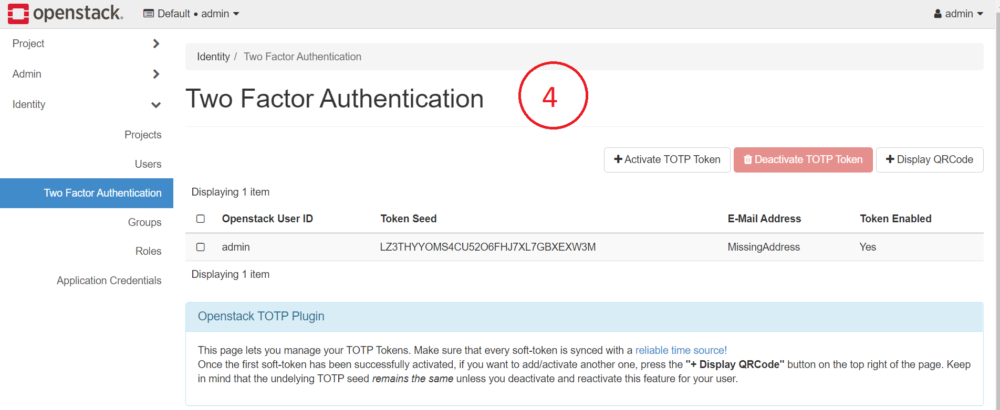 openstack. Default • admin admin
Project
Admin
Identity
Projects
Users
Two Factor Authentication
Groups
Roles
Application Credentials
Identity / Two Factor Authentication
Two Factor Authentication
4
Activate TOTP Token Deactivate TOTP Token Display QRCode
Displaying 1 item
Openstack User ID Token Seed E-Mail Address Token Enabled
admin LZ3THYYOMS4CU52O6FHJ7XL7GBXEXW3M MissingAddress Yes
Displaying 1 item
Openstack TOTP Plugin
This page lets you manage your TOTP Tokens. Make sure that every soft-token is synced with a reliable time source!
Once the first soft-token has been successfully activated, if you want to add/activate another one, press the "+ Display QRCode" button on the top right of the page. Keep
in mind that the undelying TOTP seed remains the same unless you deactivate and reactivate this feature for your user.